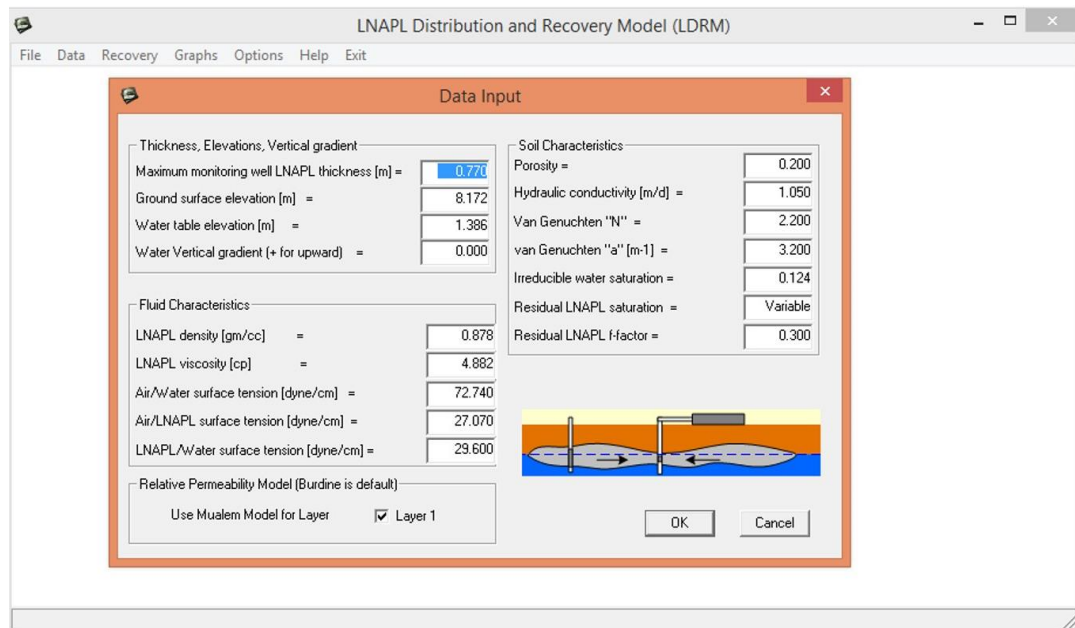 LNAPL Distribution and Recovery Model (LDRM)
File Data Recovery Graphs Options Help Exit
Data Input
Thickness, Elevations, Vertical gradient
Maximum monitoring well LNAPL thickness [m] = 0.770
Ground surface elevation [m] = 8.172
Water table elevation [m] = 1.386
Water Vertical gradient (+ for upward) = 0.000
Fluid Characteristics
LNAPL density [gm/cc] = 0.878
LNAPL viscosity [cp] = 4.882
Air/Water surface tension [dyne/cm] = 72.740
Air/LNAPL surface tension [dyne/cm] = 27.070
LNAPL/Water surface tension [dyne/cm] = 29.600
Relative Permeability Model (Burdine is default)
Use Mualem Model for Layer Layer 1
Soil Characteristics
Porosity = 0.200
Hydraulic conductivity [m/d] = 1.050
Van Genuchten "N" = 2.200
van Genuchten "a" [m-1] = 3.200
Irreducible water saturation = 0.124
Residual LNAPL saturation = Variable
Residual LNAPL f-factor = 0.300
OK Cancel